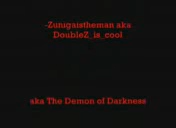 -Zunigaistheman aka
DoubleZ_is_cool
aka The Demon of Darkness